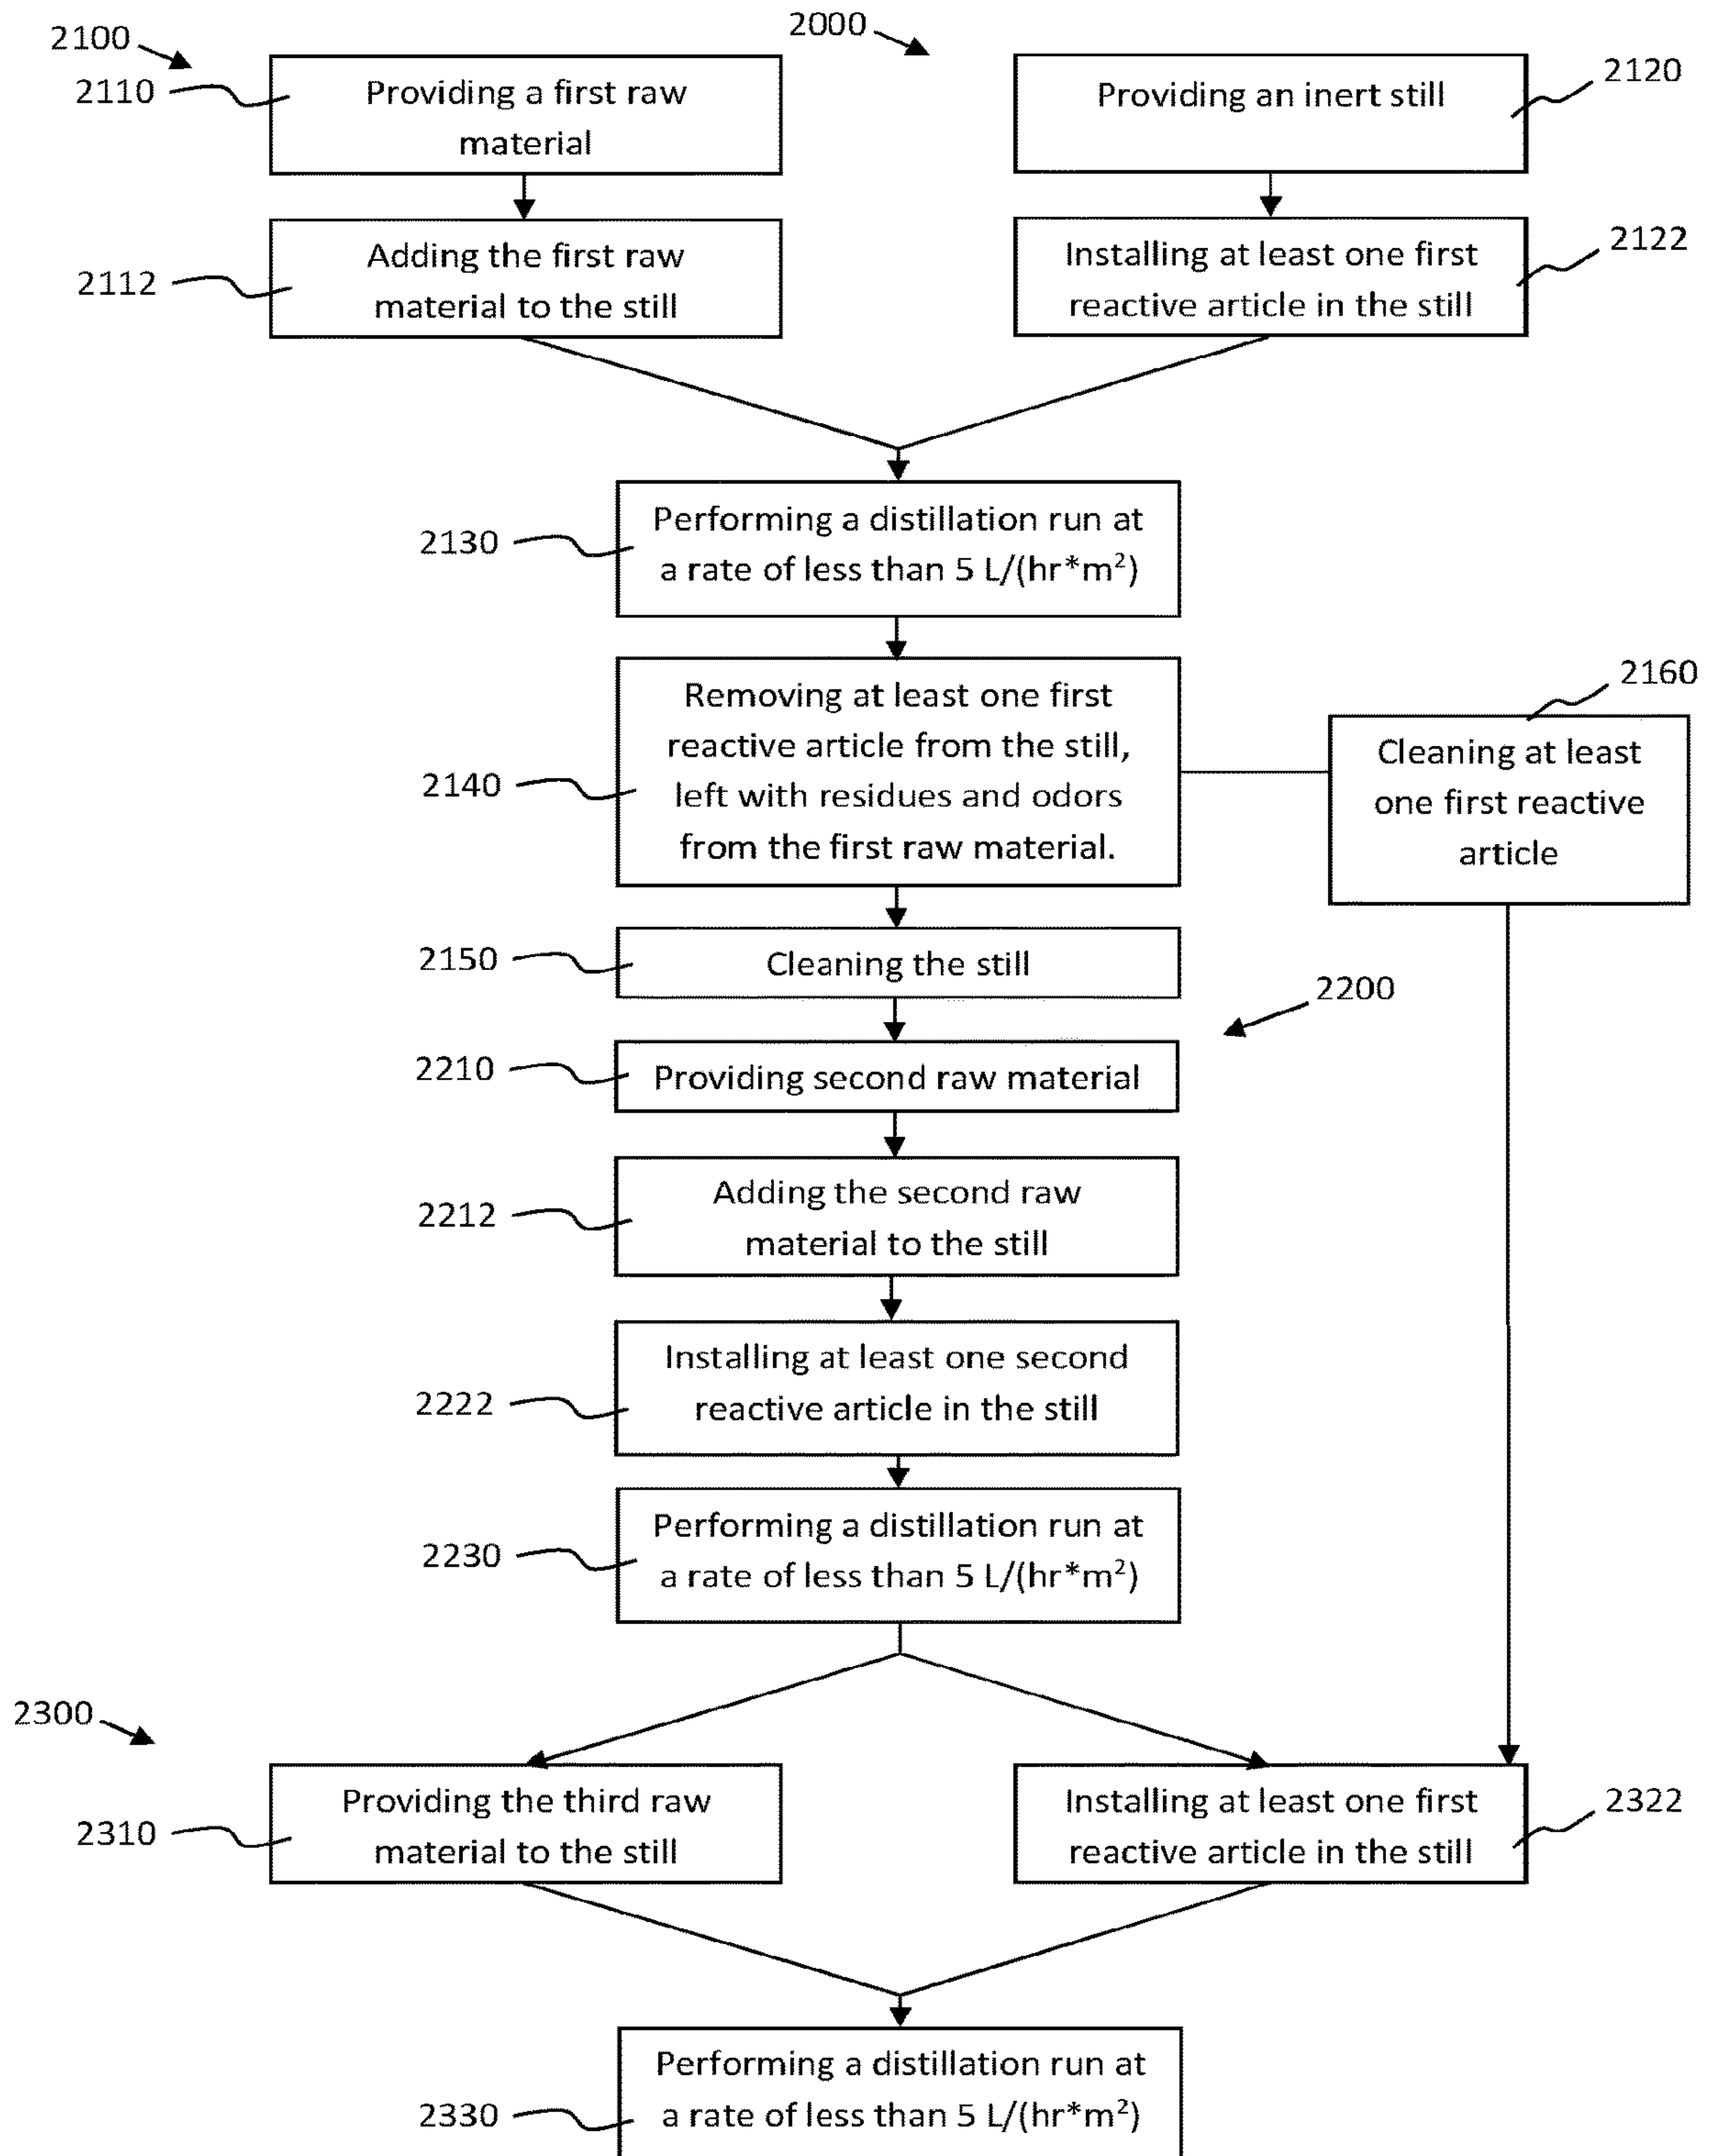 2100
2000
2110
Providing a first raw
material
Providing an inert still
2120
2112
Adding the first raw
material to the still
Installing at least one first
reactive article in the still
2122
2130
Performing a distillation run at
a rate of less than 5 L/(hr*m²)
2140
Removing at least one first
reactive article from the still,
left with residues and odors
from the first raw material.
2160
Cleaning at least
one first reactive
article
2150
Cleaning the still
2200
2210
Providing second raw material
2212
Adding the second raw
material to the still
2222
Installing at least one second
reactive article in the still
2230
Performing a distillation run at
a rate of less than 5 L/(hr*m²)
2300
2310
Providing the third raw
material to the still
Installing at least one first
reactive article in the still
2322
2330
Performing a distillation run at
a rate of less than 5 L/(hr*m²)